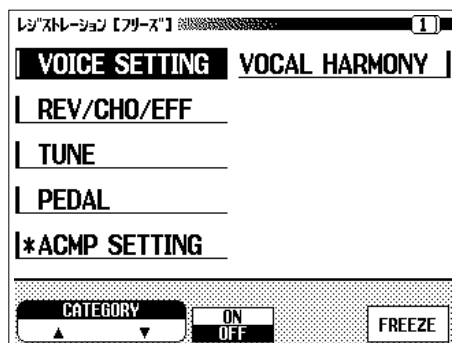 レジストレーション【フリーズ】 1
VOICE SETTING VOCAL HARMONY
REV/CHO/EFF
TUNE
PEDAL
*ACMP SETTING
CATEGORY ON
▲ ▼ OFF FREEZE